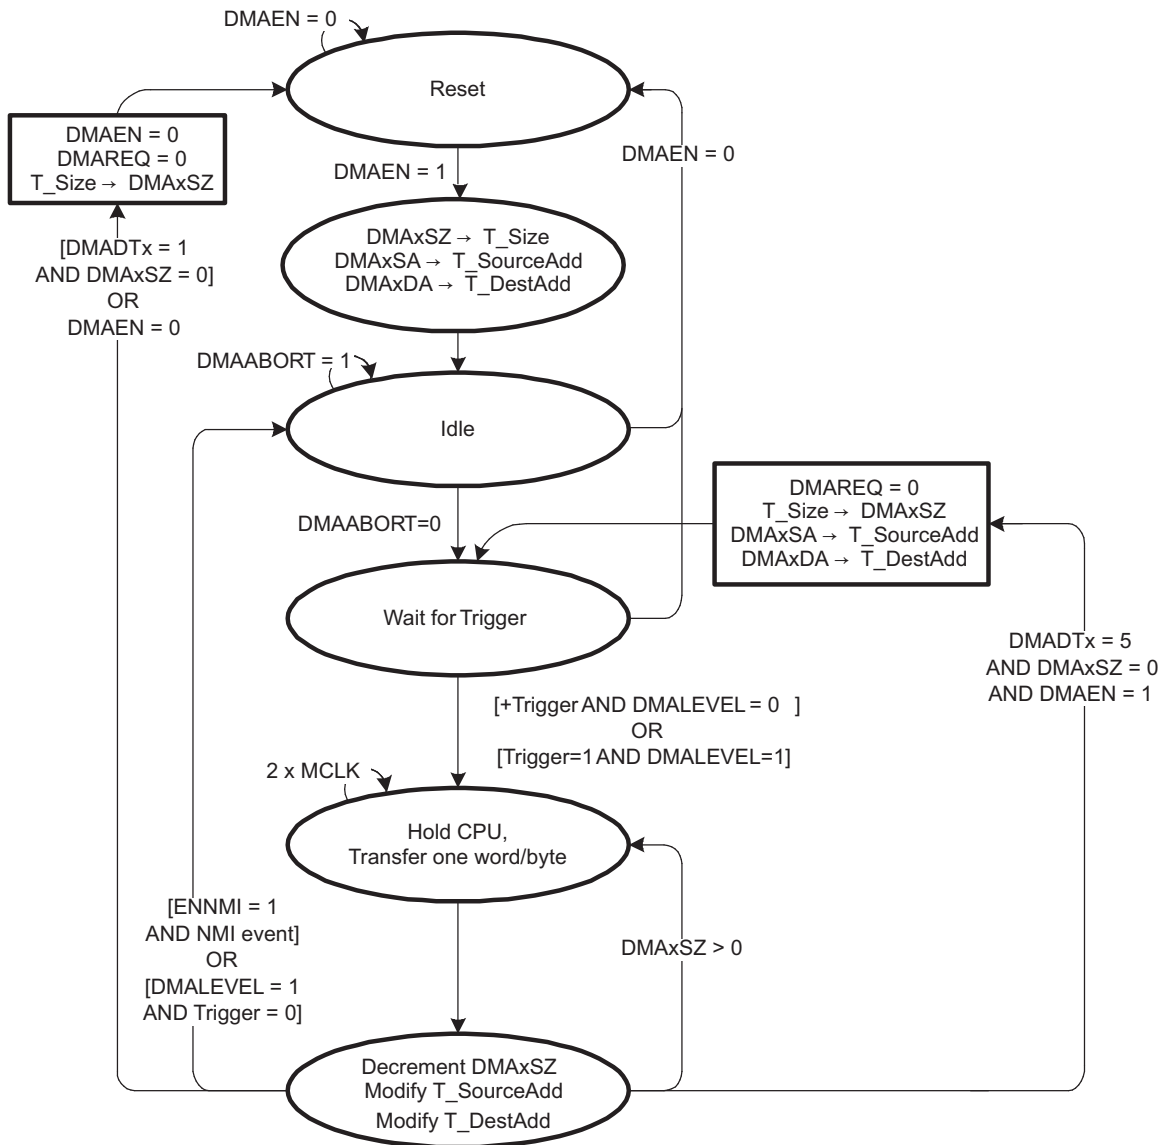 DMAEN = 0
Reset
DMAEN = 0
DMAREQ = 0
T_Size → DMAxSZ
DMAEN = 0
DMAEN = 1
DMAxSZ → T_Size
DMAxSA → T_SourceAdd
DMAxDA → T_DestAdd
[DMADTx = 1
AND DMAxSZ = 0]
OR
DMAEN = 0
DMAABORT = 1
Idle
DMAABORT=0
DMAREQ = 0
T_Size → DMAxSZ
DMAxSA → T_SourceAdd
DMAxDA → T_DestAdd
Wait for Trigger
DMADTx = 5
AND DMAxSZ = 0
AND DMAEN = 1
[+Trigger AND DMALEVEL = 0 ]
OR
[Trigger=1 AND DMALEVEL=1]
2 x MCLK
Hold CPU,
Transfer one word/byte
[ENNMI = 1
AND NMI event]
OR
[DMALEVEL = 1
AND Trigger = 0]
DMAxSZ > 0
Decrement DMAxSZ
Modify T_SourceAdd
Modify T_DestAdd